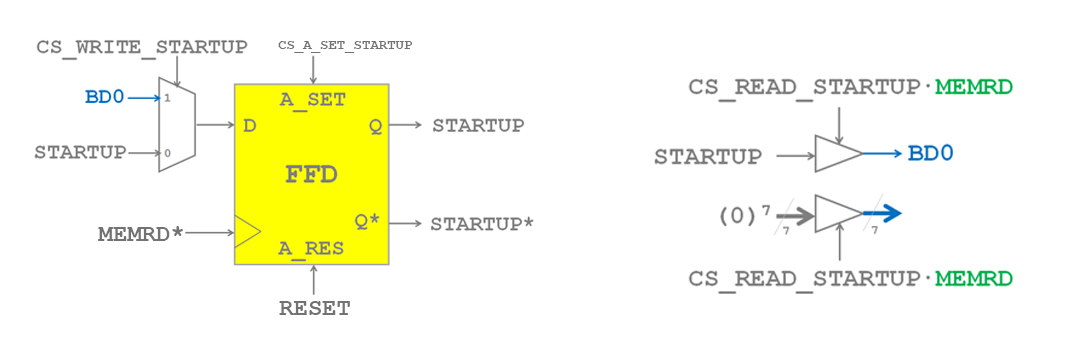 CS_WRITE_STARTUP
CS_A_SET_STARTUP
BD0
1
STARTUP
0
A_SET
D
Q
STARTUP
FFD
MEMRD*
Q*
STARTUP*
A_RES
RESET
CS_READ_STARTUP·MEMRD
STARTUP
BD0
(0)⁷
7
7
CS_READ_STARTUP·MEMRD